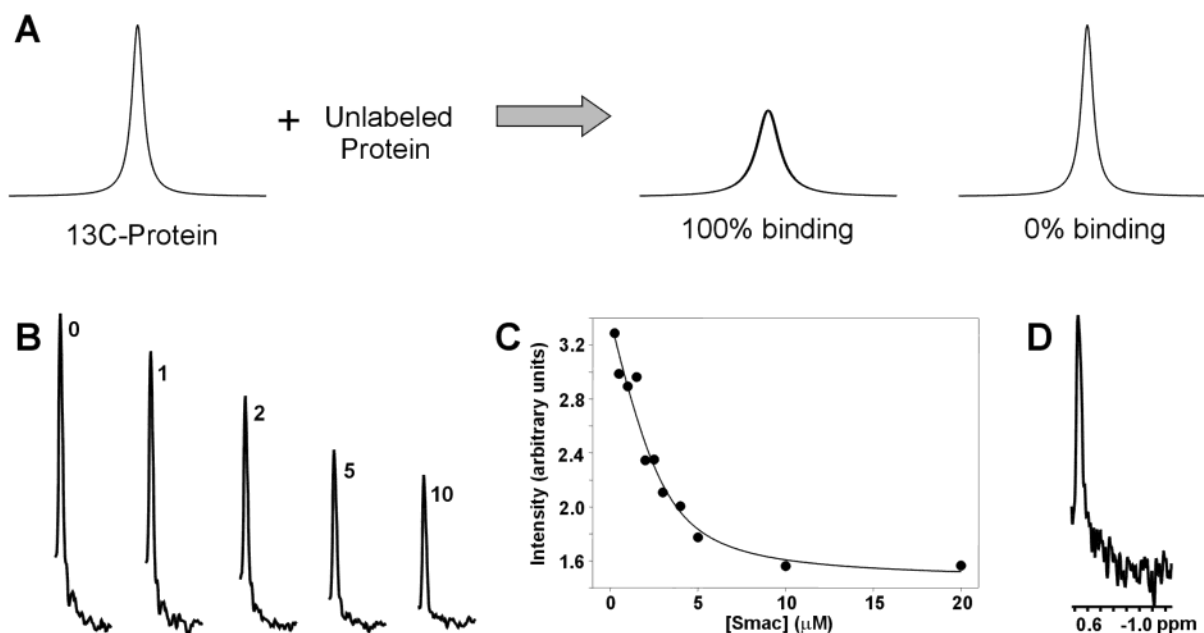 A
+
Unlabeled
Protein
13C-Protein
100% binding
0% binding
B
0
1
2
5
10
C
Intensity (arbitrary units)
3.2
2.8
2.4
2.0
1.6
0
5
10
15
20
[Smac] (μM)
D
0.6 -1.0 ppm